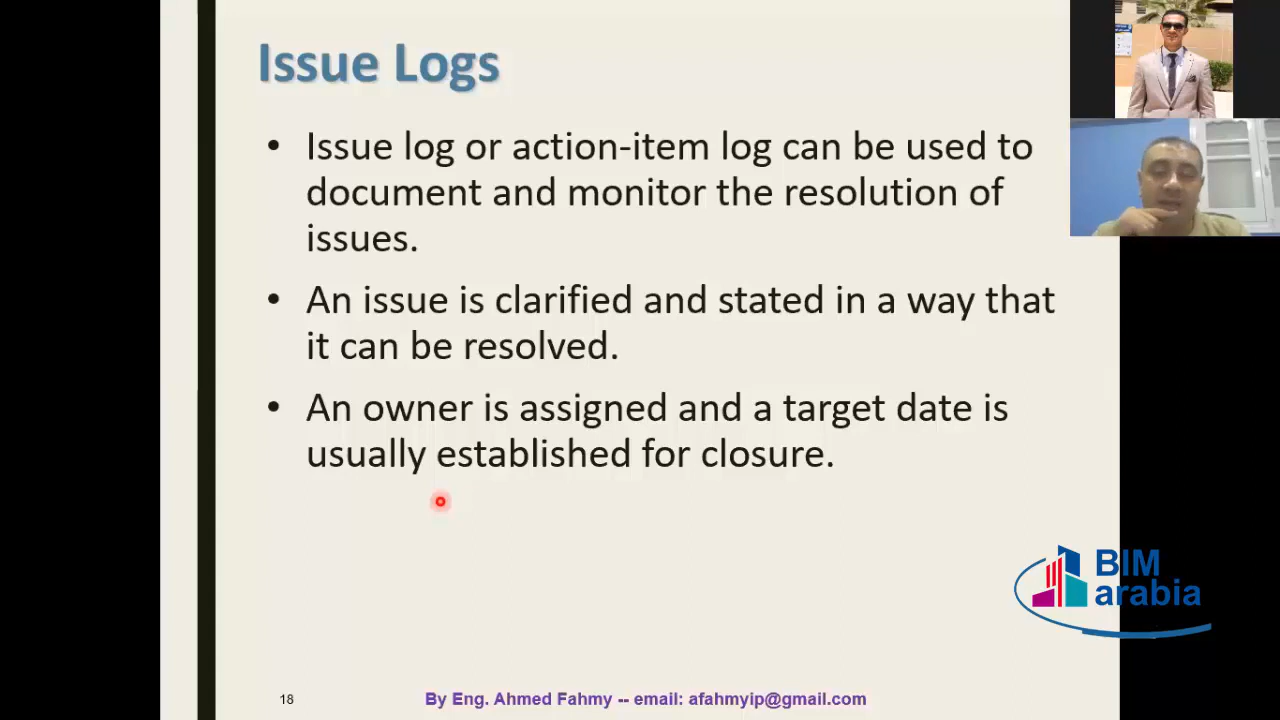 Issue Logs
• Issue log or action-item log can be used to
document and monitor the resolution of
issues.
• An issue is clarified and stated in a way that
it can be resolved.
• An owner is assigned and a target date is
usually established for closure.
BIM
arabia
18
By Eng. Ahmed Fahmy -- email: afahmyip@gmail.com